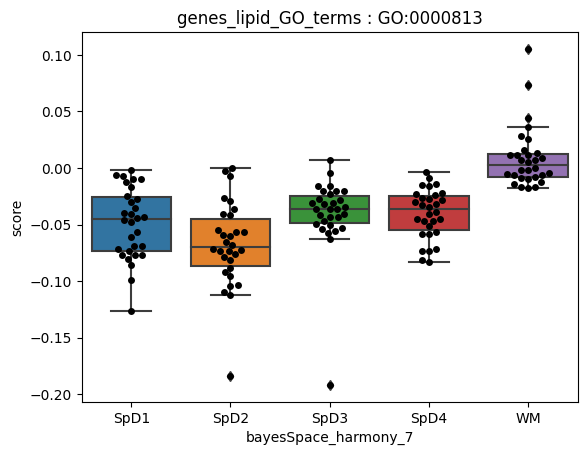 genes_lipid_GO_terms : GO:0000813
0.10
0.05
0.00
−0.05
−0.10
−0.15
−0.20
score
SpD1 SpD2 SpD3 SpD4 WM
bayesSpace_harmony_7